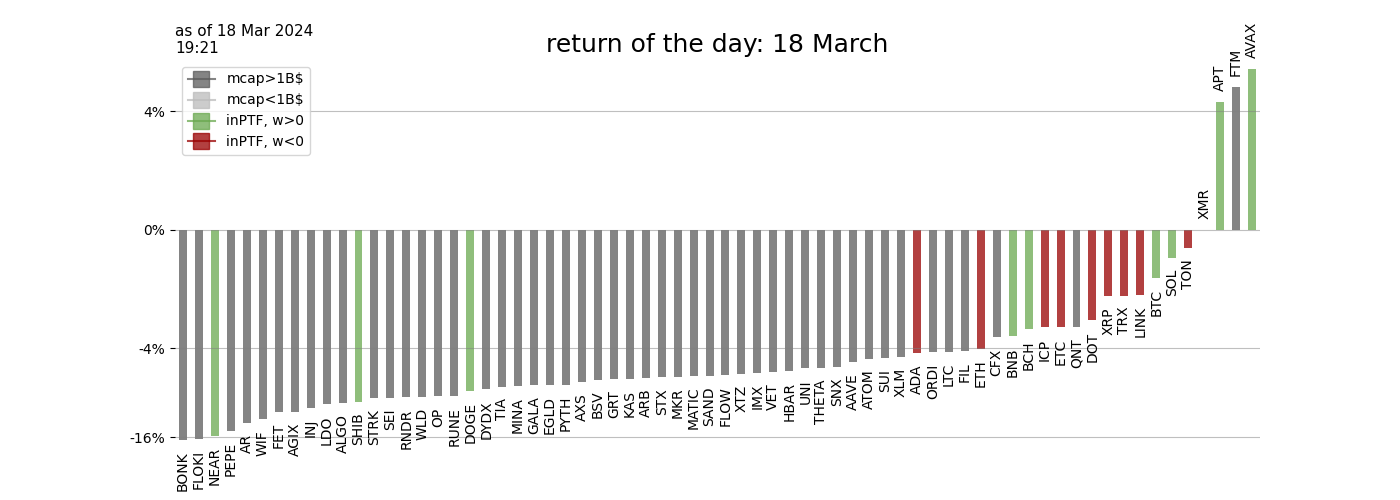 as of 18 Mar 2024
19:21
return of the day: 18 March
mcap>1B$
mcap<1B$
inPTF, w>0
inPTF, w<0
4%
0%
-4%
-16%
BONK
FLOKI
NEAR
PEPE
AR
WIF
FET
AGIX
INJ
LDO
ALGO
SHIB
STRK
SEI
RNDR
WLD
OP
RUNE
DOGE
DYDX
TIA
MINA
GALA
EGLD
PYTH
AXS
BSV
GRT
KAS
ARB
STX
MKR
MATIC
SAND
FLOW
XTZ
IMX
VET
HBAR
UNI
THETA
SNX
AAVE
ATOM
SUI
XLM
ADA
ORDI
LTC
FIL
ETH
CFX
BNB
BCH
ICP
ETC
QNT
DOT
XRP
TRX
LINK
BTC
SOL
TON
XMR
APT
FTM
AVAX